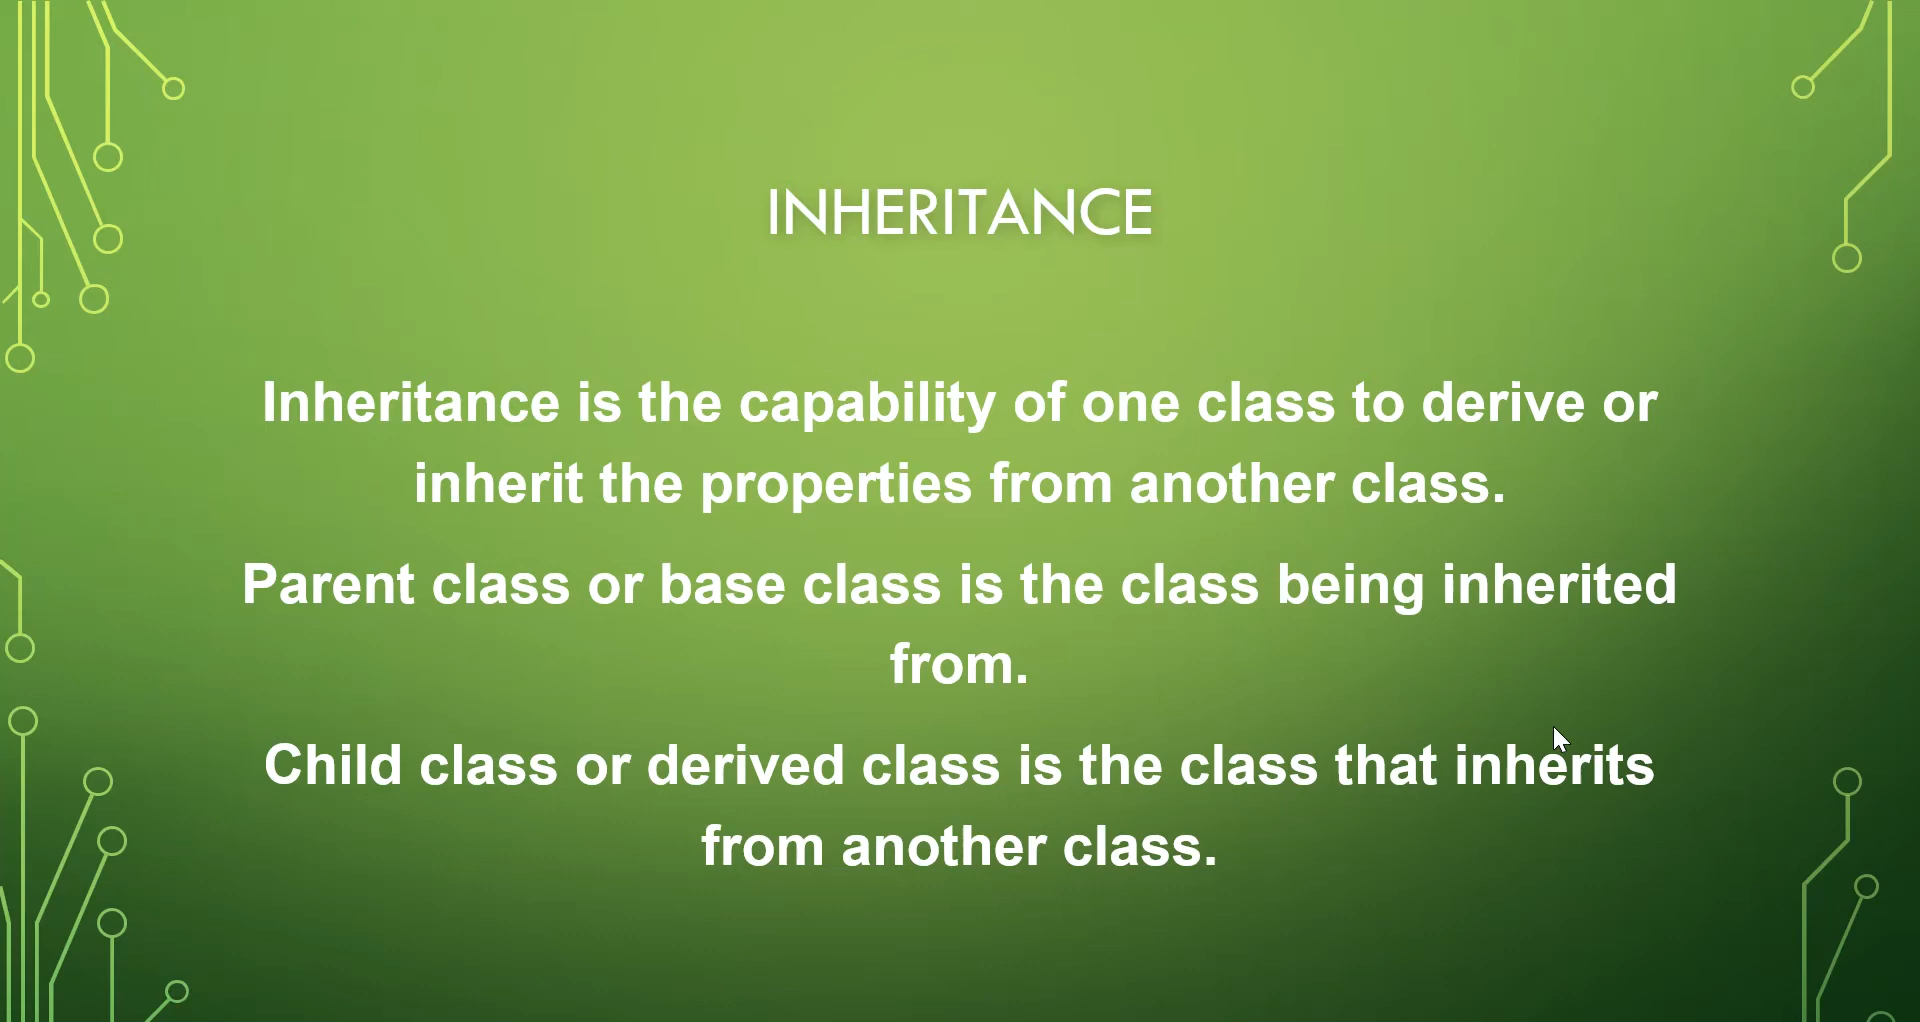 INHERITANCE
Inheritance is the capability of one class to derive or
inherit the properties from another class.
Parent class or base class is the class being inherited
from.
Child class or derived class is the class that inherits
from another class.